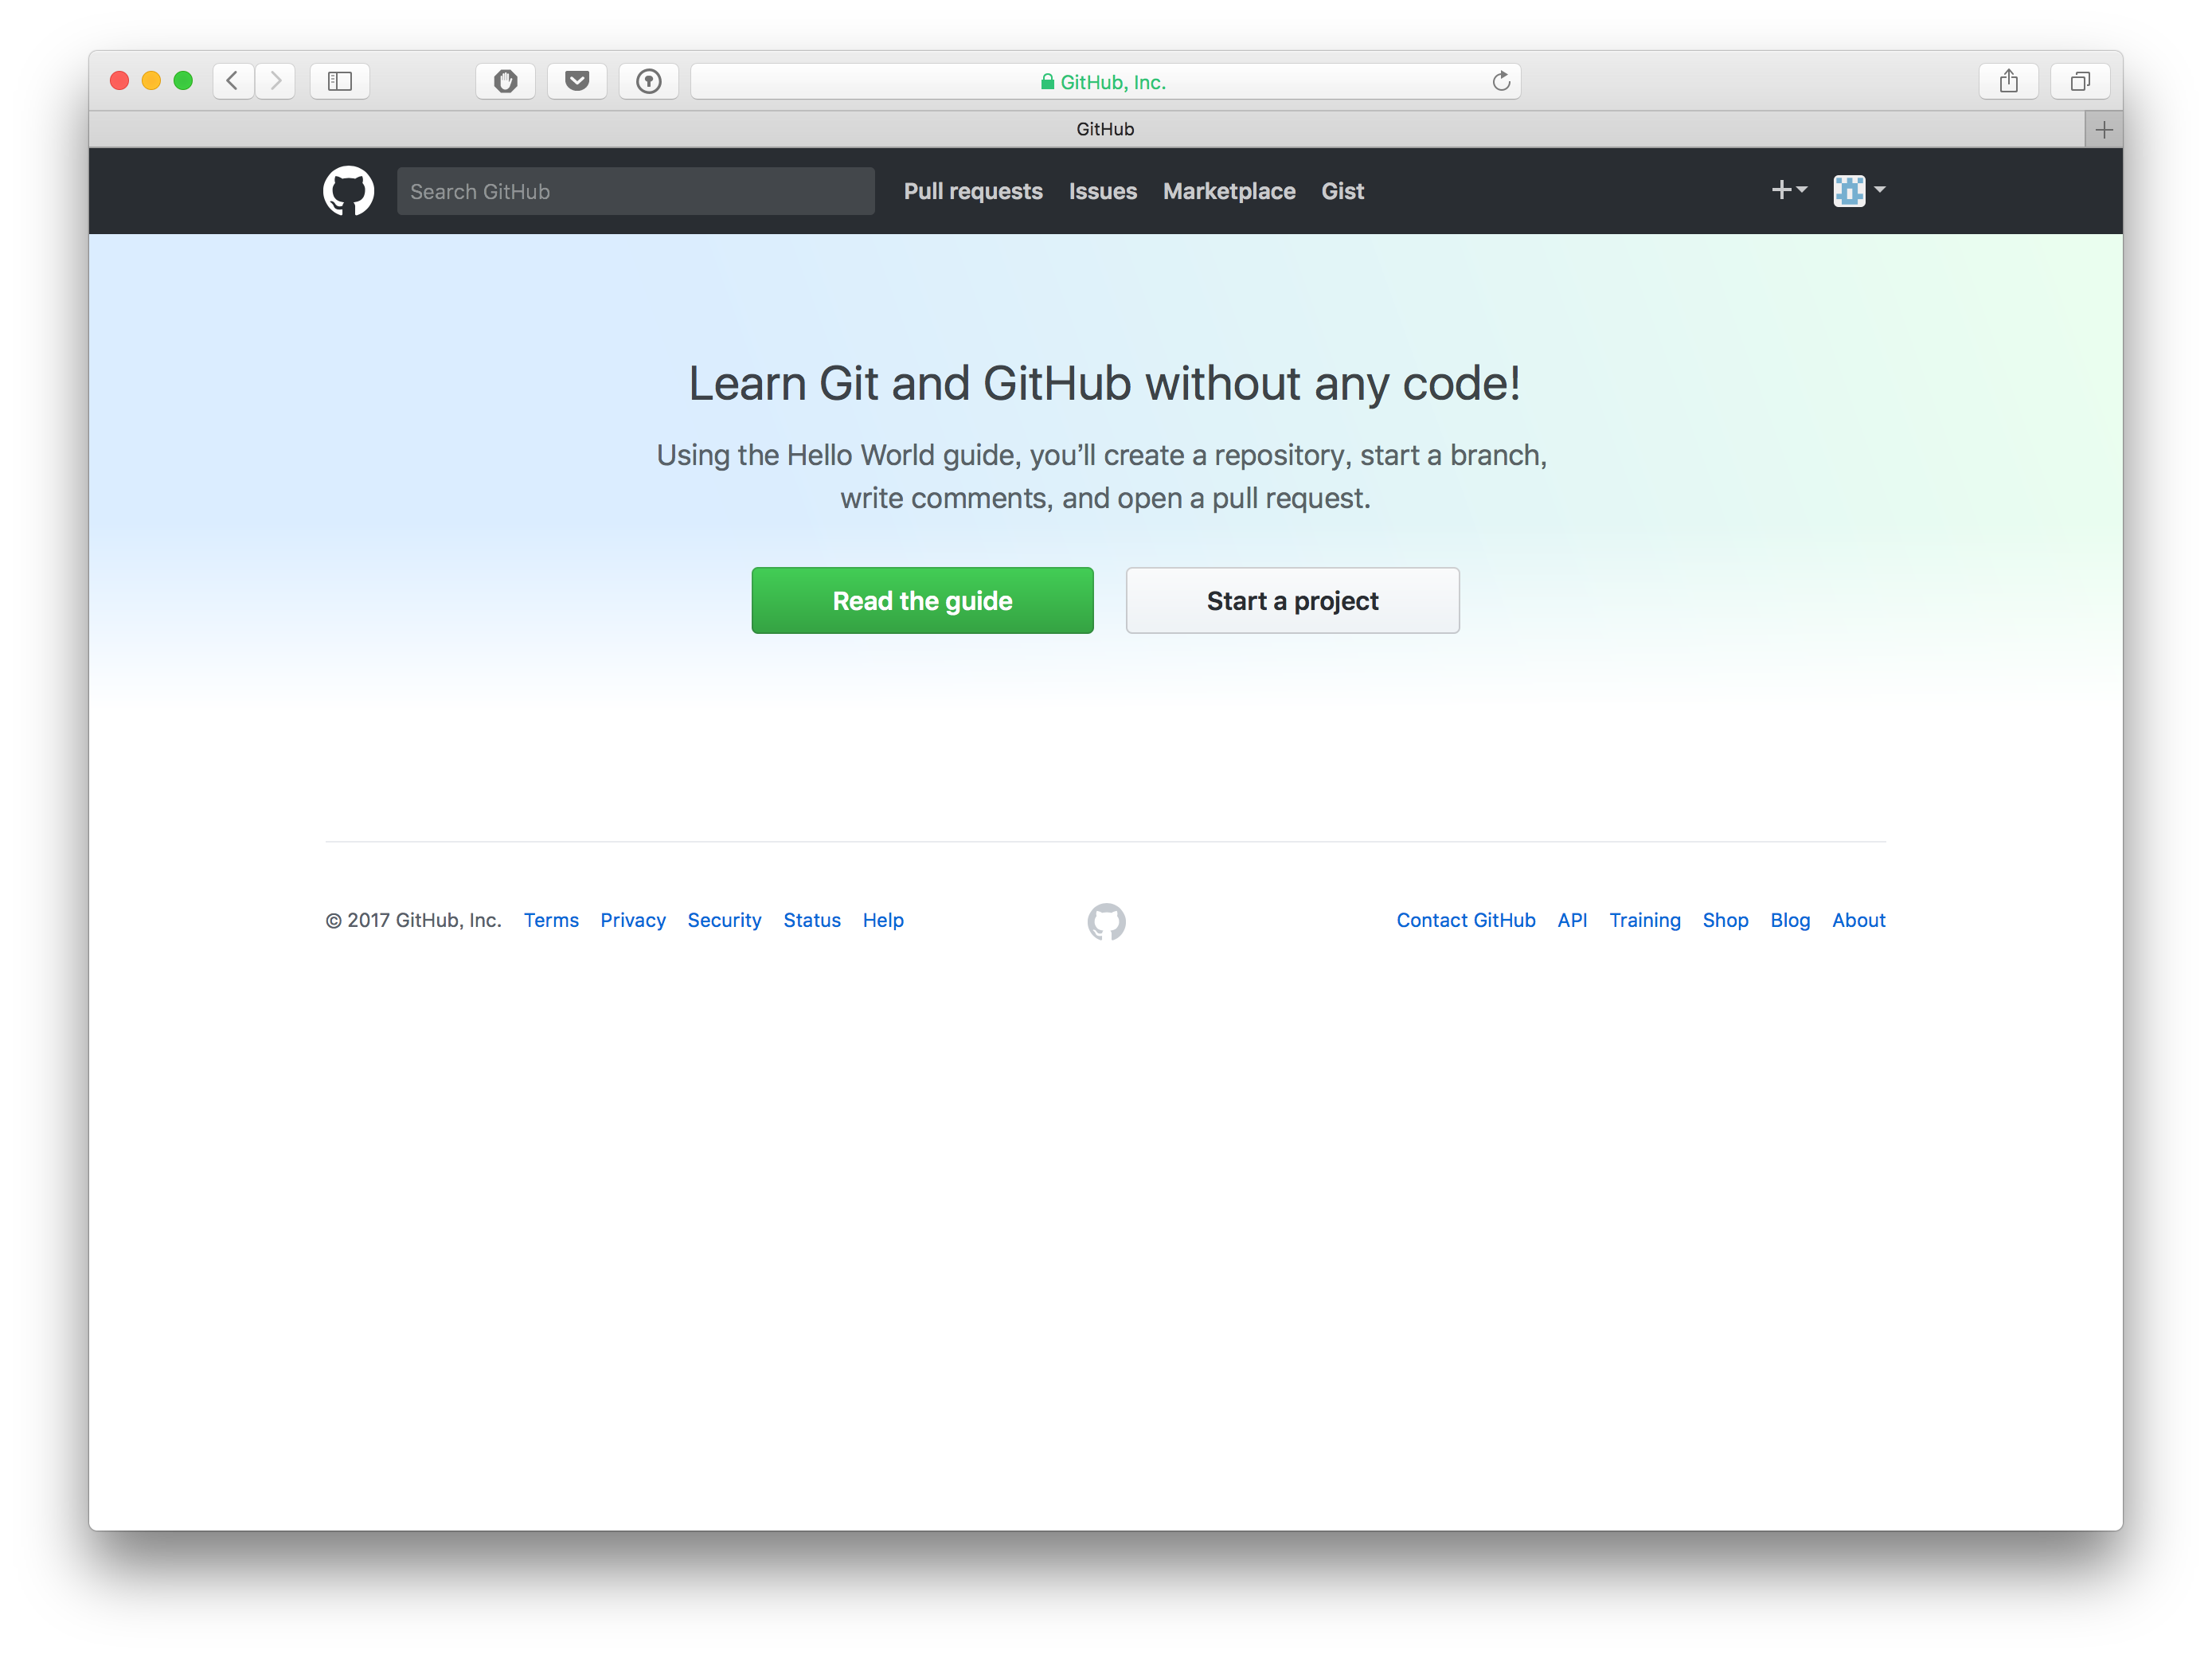 GitHub, Inc.
GitHub
Search GitHub
Pull requests Issues Marketplace Gist
Learn Git and GitHub without any code!
Using the Hello World guide, you’ll create a repository, start a branch,
write comments, and open a pull request.
Read the guide Start a project
© 2017 GitHub, Inc. Terms Privacy Security Status Help Contact GitHub API Training Shop Blog About